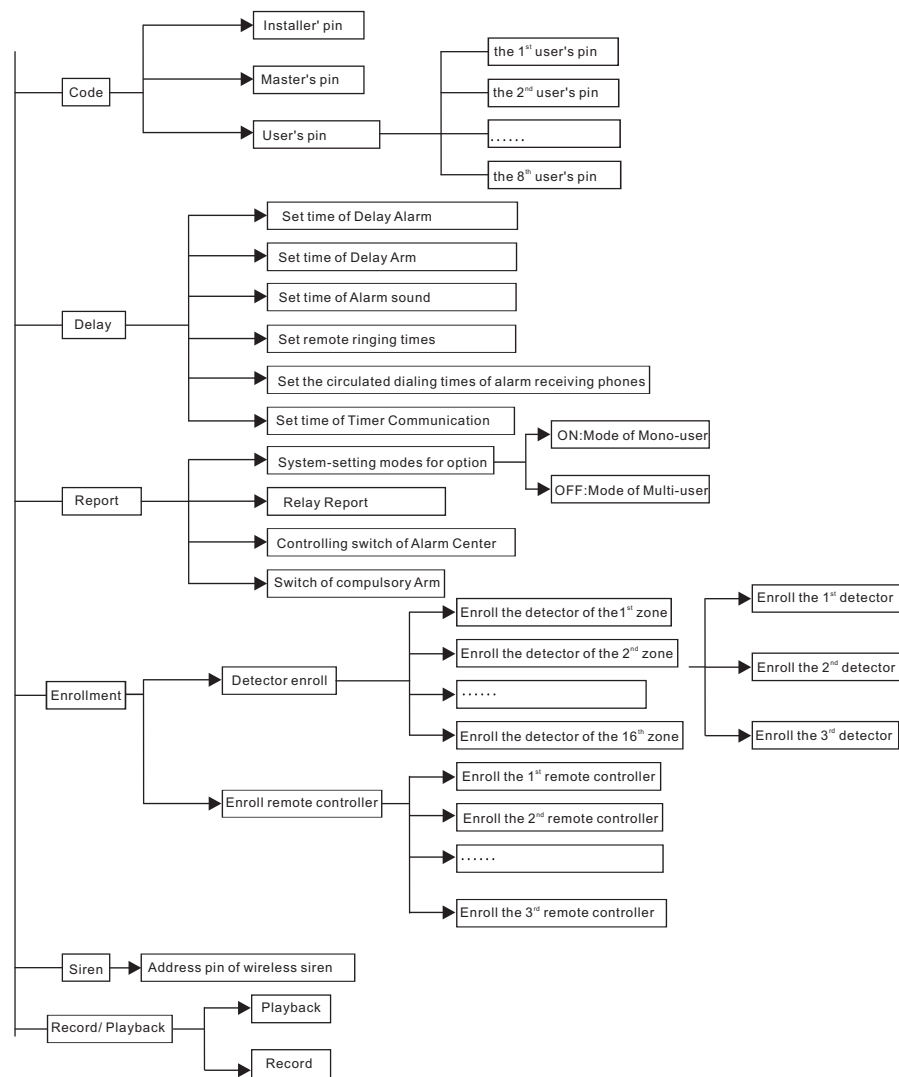 Code
Installer' pin
Master's pin
User's pin
the 1st user's pin
the 2nd user's pin
......
the 8th user's pin
Delay
Set time of Delay Alarm
Set time of Delay Arm
Set time of Alarm sound
Set remote ringing times
Set the circulated dialing times of alarm receiving phones
Set time of Timer Communication
Report
System-setting modes for option
ON:Mode of Mono-user
OFF:Mode of Multi-user
Relay Report
Controlling switch of Alarm Center
Switch of compulsory Arm
Enrollment
Detector enroll
Enroll the detector of the 1st zone
Enroll the detector of the 2nd zone
......
Enroll the detector of the 16th zone
Enroll the 1st detector
Enroll the 2nd detector
Enroll the 3rd detector
Enroll remote controller
Enroll the 1st remote controller
Enroll the 2nd remote controller
......
Enroll the 3rd remote controller
Siren
Address pin of wireless siren
Record/ Playback
Playback
Record